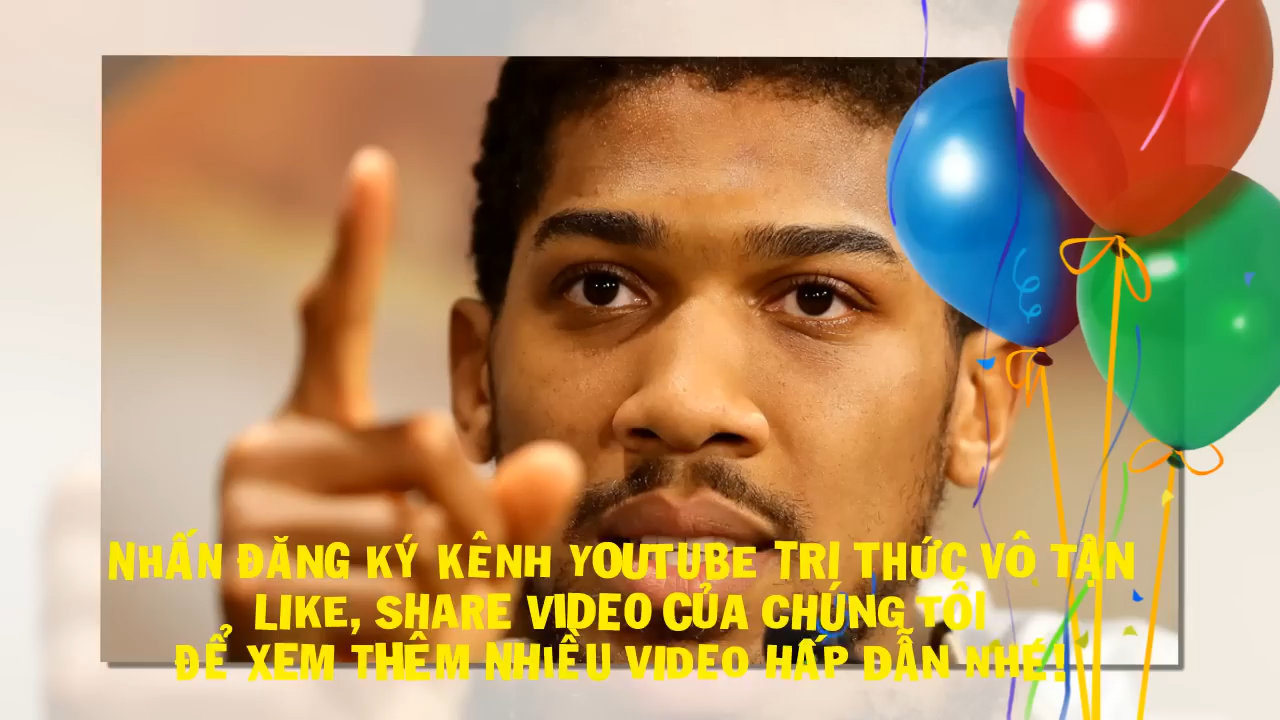 NHẤN ĐĂNG KÝ KÊNH YOUTUBE TRI THỨC VÔ TẬN
LIKE, SHARE VIDEO CỦA CHÚNG TÔI
ĐỂ XEM THÊM NHIỀU VIDEO HẤP DẪN NHÉ!